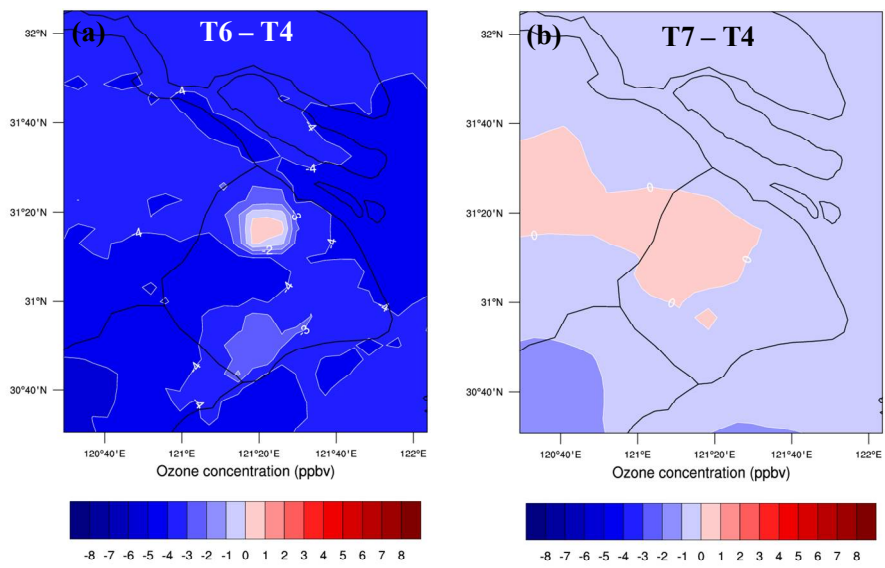 (a) T6 – T4
32°N
31°40'N
31°20'N
31°N
30°40'N
-4
-4
-4
-3
-4
-4
-2
-4
-4
-3
-4
-4
120°40'E 121°E 121°20'E 121°40'E 122°E
Ozone concentration (ppbv)
-8 -7 -6 -5 -4 -3 -2 -1 0 1 2 3 4 5 6 7 8
(b) T7 – T4
32°N
31°40'N
31°20'N
31°N
30°40'N
0
0
0
0
120°40'E 121°E 121°20'E 121°40'E 122°E
Ozone concentration (ppbv)
-8 -7 -6 -5 -4 -3 -2 -1 0 1 2 3 4 5 6 7 8